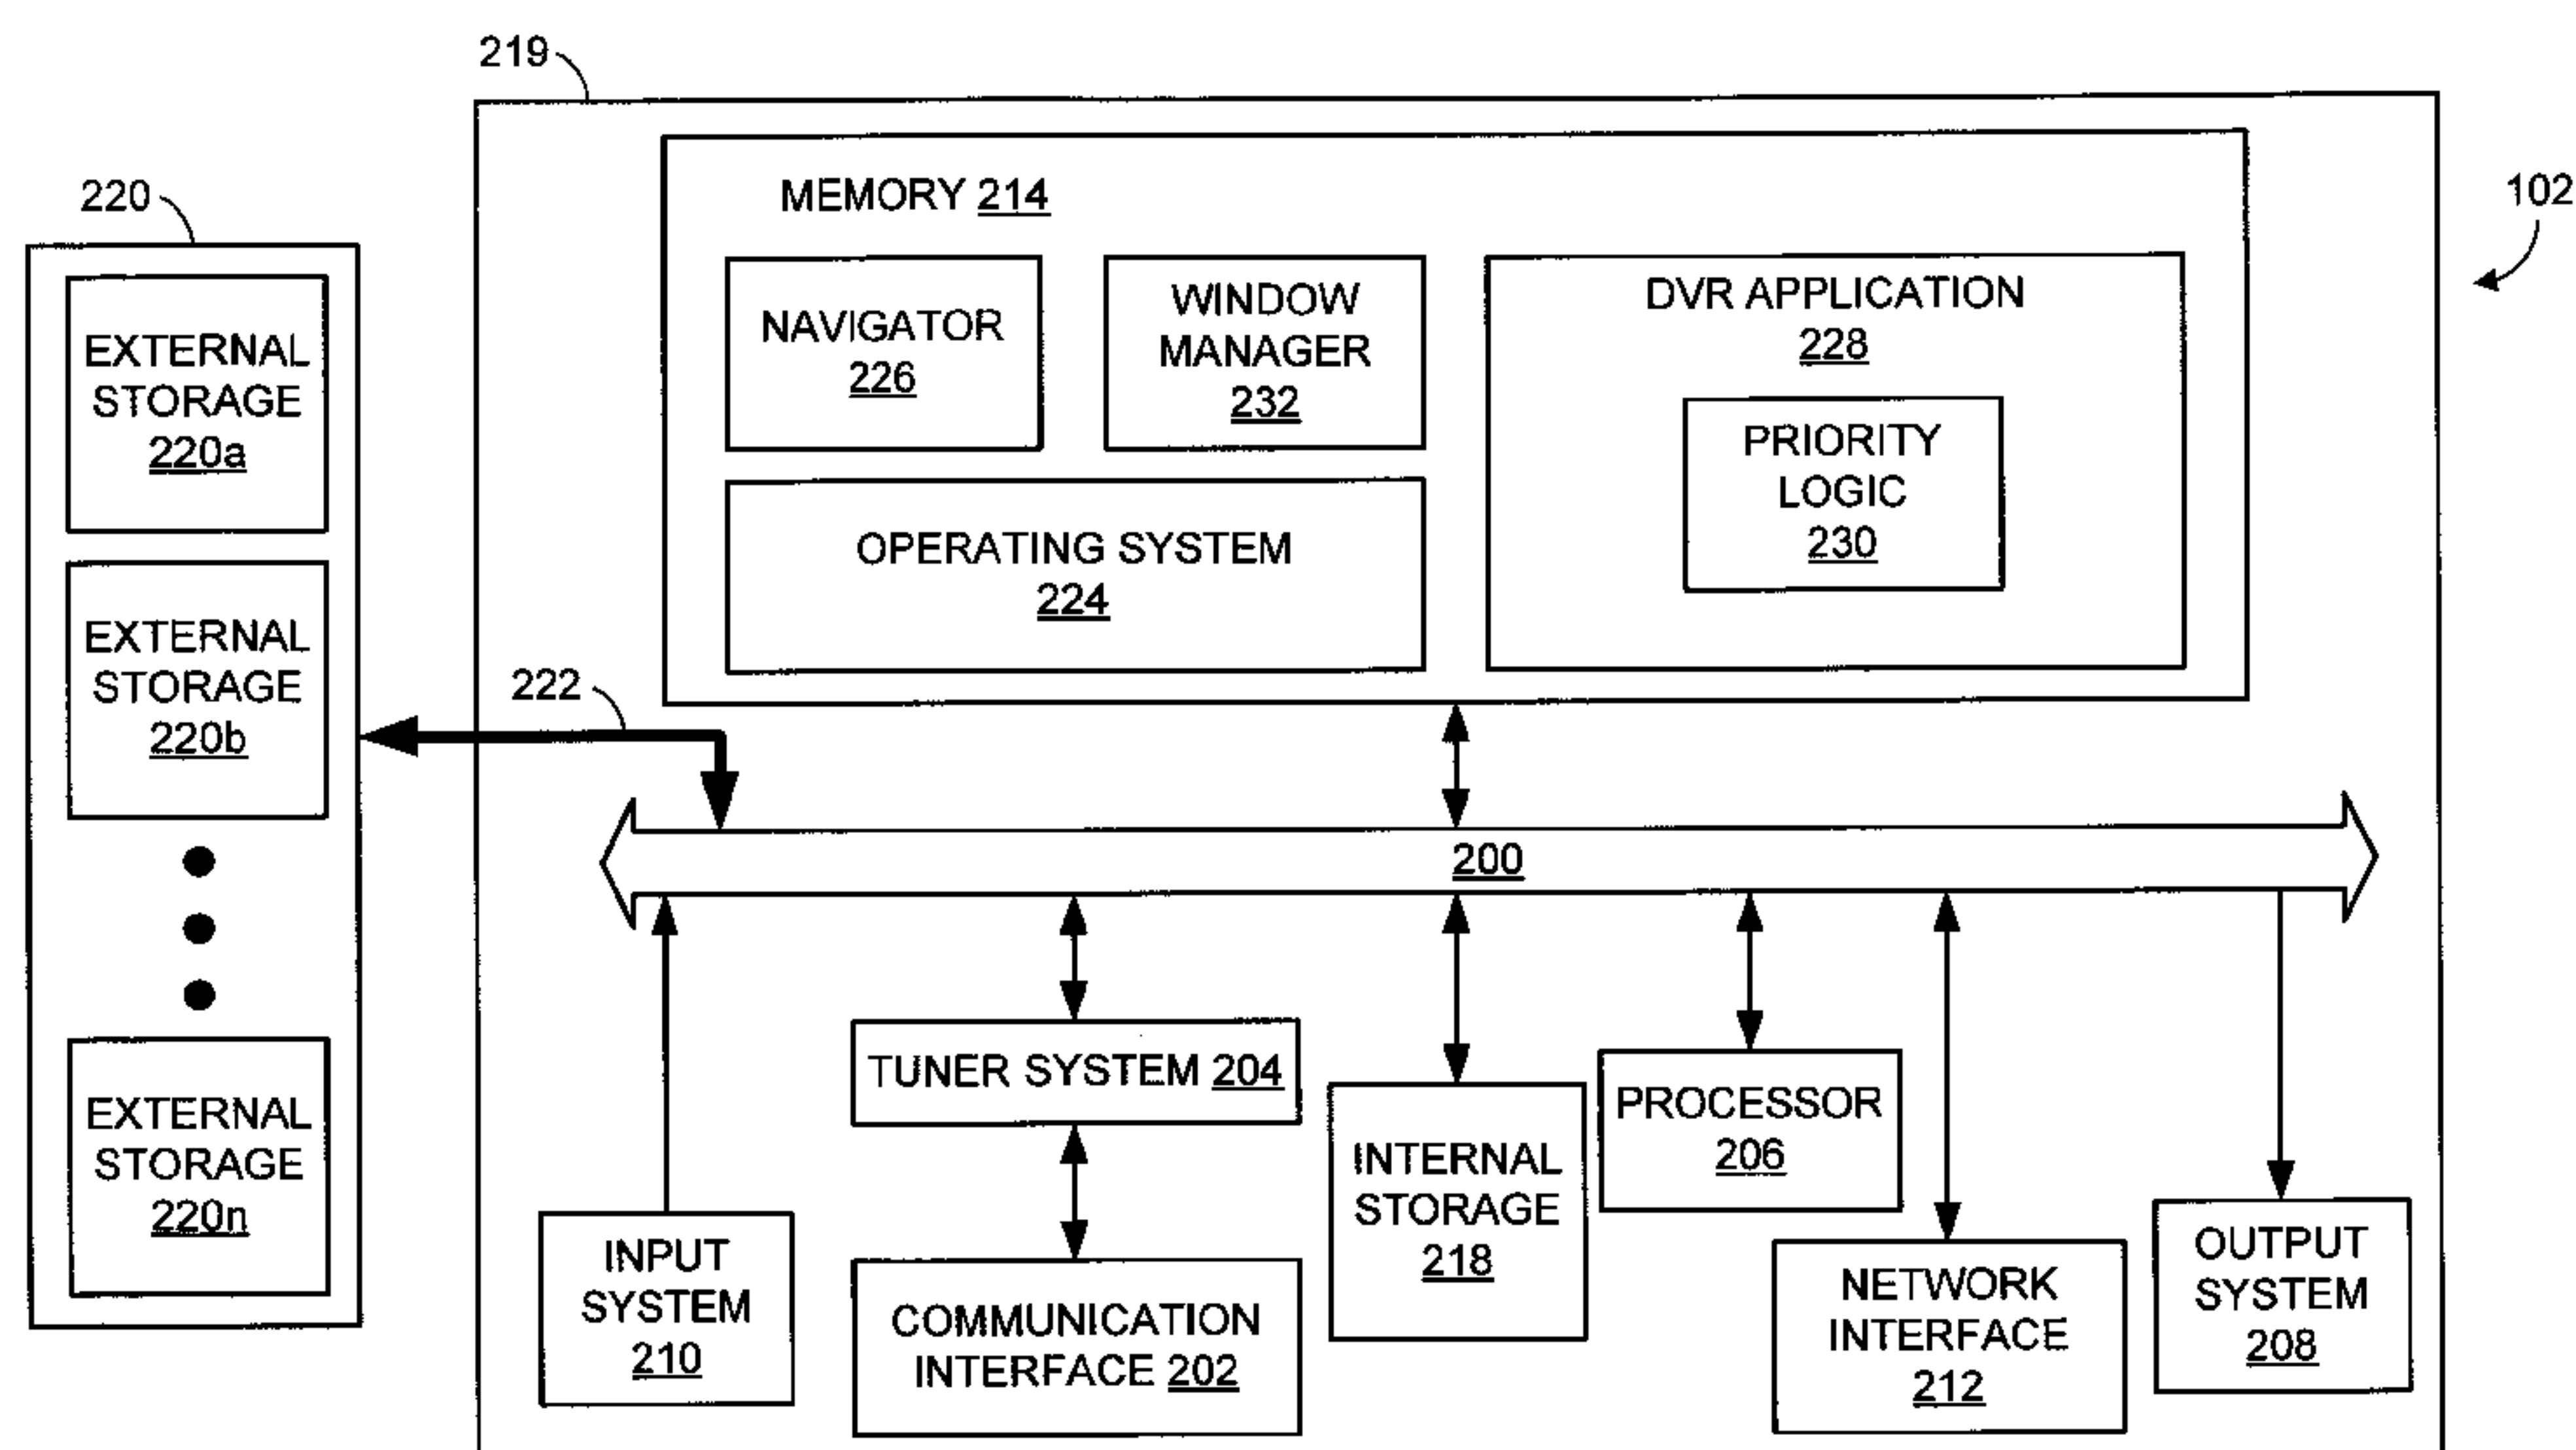 219
220
102
MEMORY 214
NAVIGATOR
226
WINDOW
MANAGER
232
DVR APPLICATION
228
PRIORITY
LOGIC
230
OPERATING SYSTEM
224
EXTERNAL
STORAGE
220a
EXTERNAL
STORAGE
220b
EXTERNAL
STORAGE
220n
222
200
TUNER SYSTEM 204
INPUT
SYSTEM
210
COMMUNICATION
INTERFACE 202
INTERNAL
STORAGE
218
PROCESSOR
206
NETWORK
INTERFACE
212
OUTPUT
SYSTEM
208